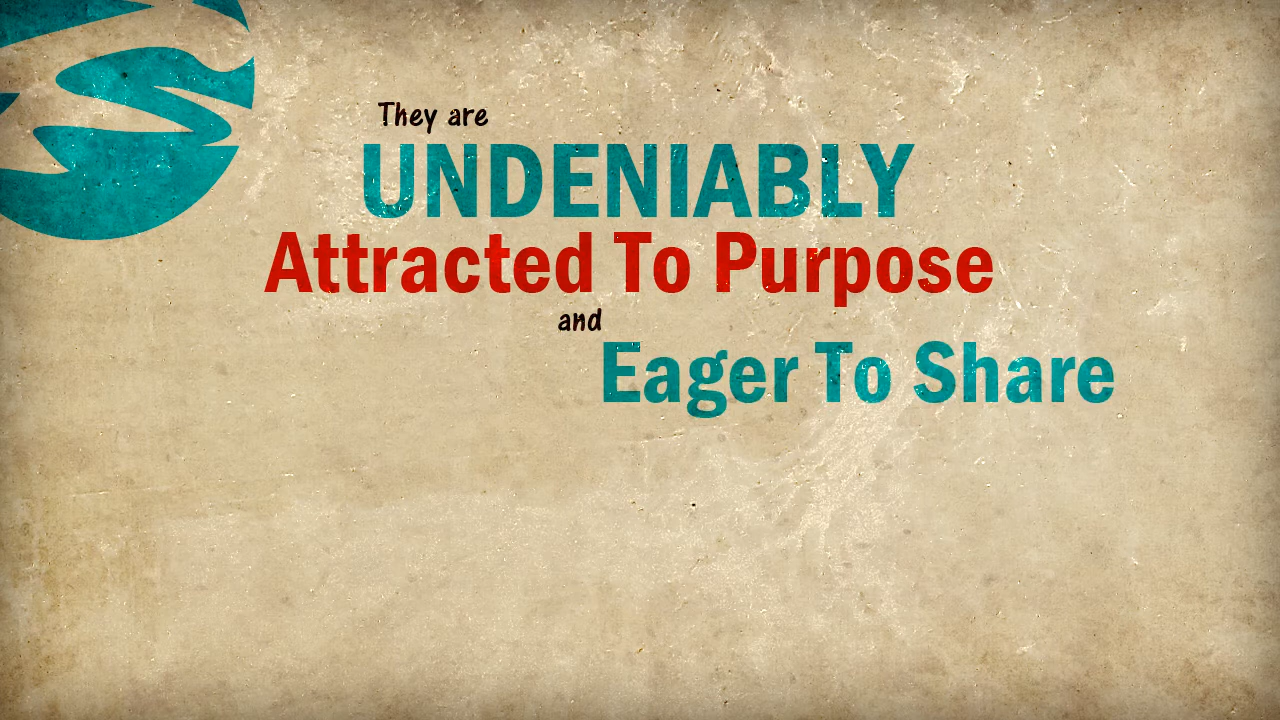 They are
UNDENIABLY
Attracted To Purpose
and
Eager To Share